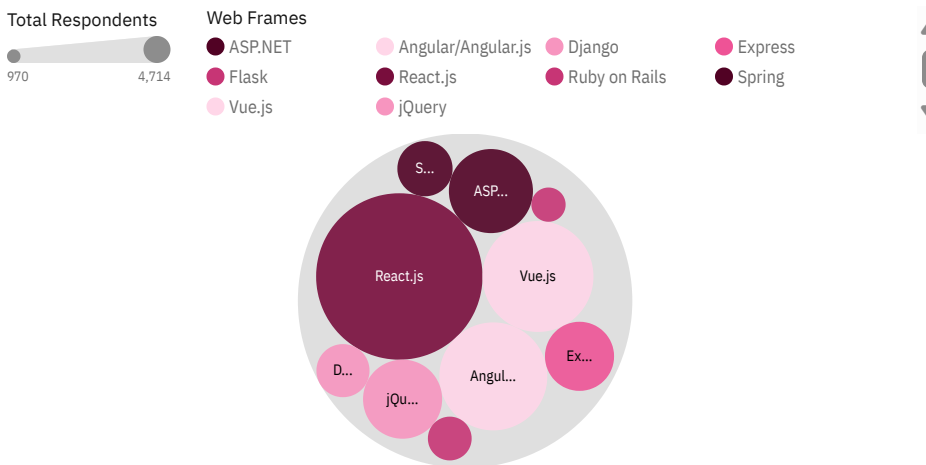 Total Respondents
970 4,714
Web Frames
ASP.NET Angular/Angular.js Django Express
Flask React.js Ruby on Rails Spring
Vue.js jQuery
S...
ASP...
React.js
Vue.js
Ex...
D...
Angul...
jQu...